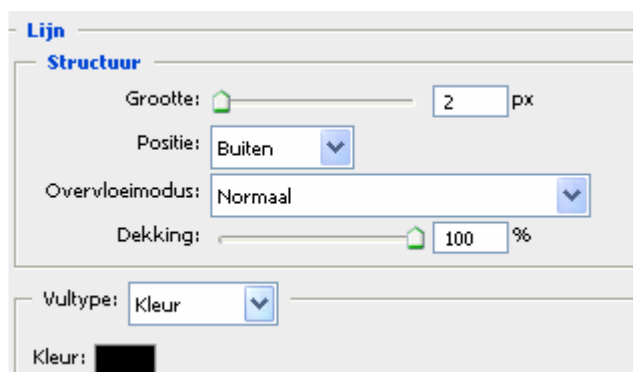 Lijn
Structuur
Grootte: 2 px
Positie: Buiten
Overvloeimodus: Normaal
Dekking: 100 %
Vultype: Kleur
Kleur: